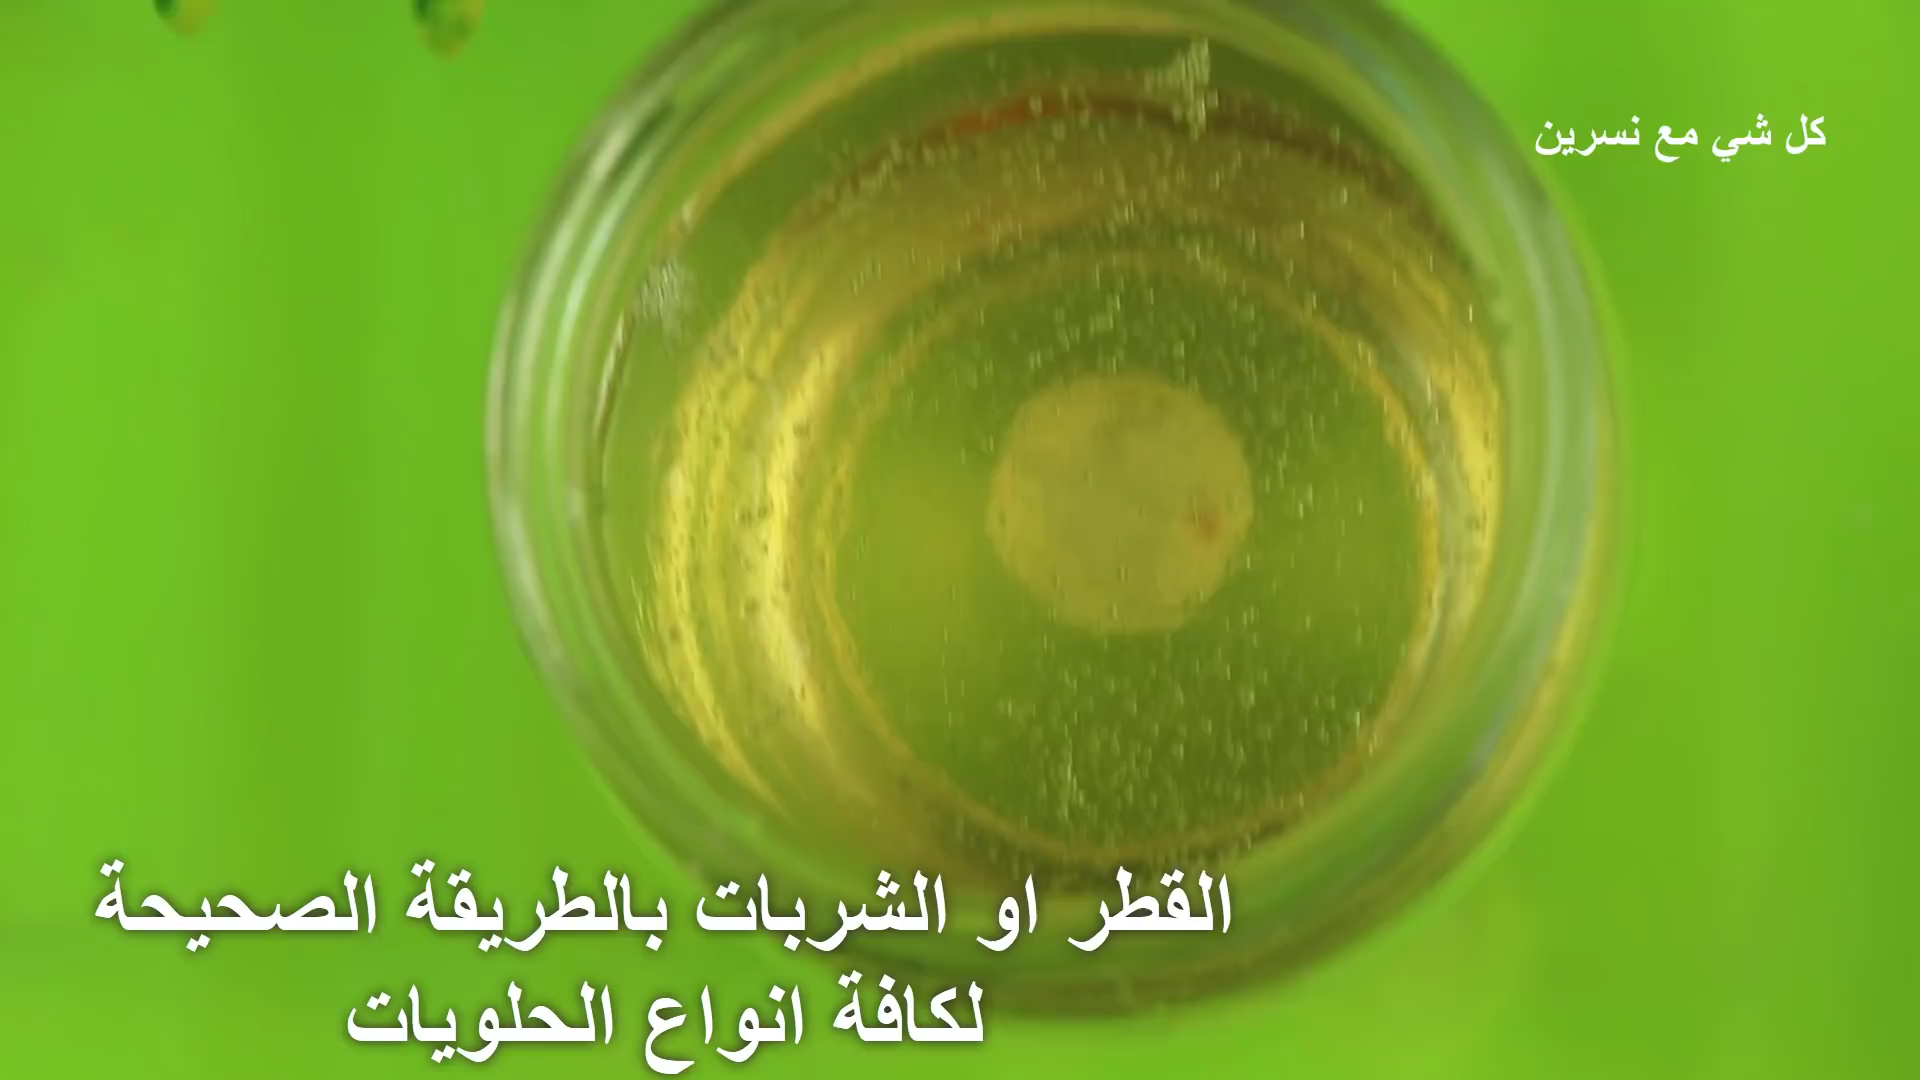 كل شي مع نسرين
القطر او الشربات بالطريقة الصحيحة
لكافة انواع الحلويات